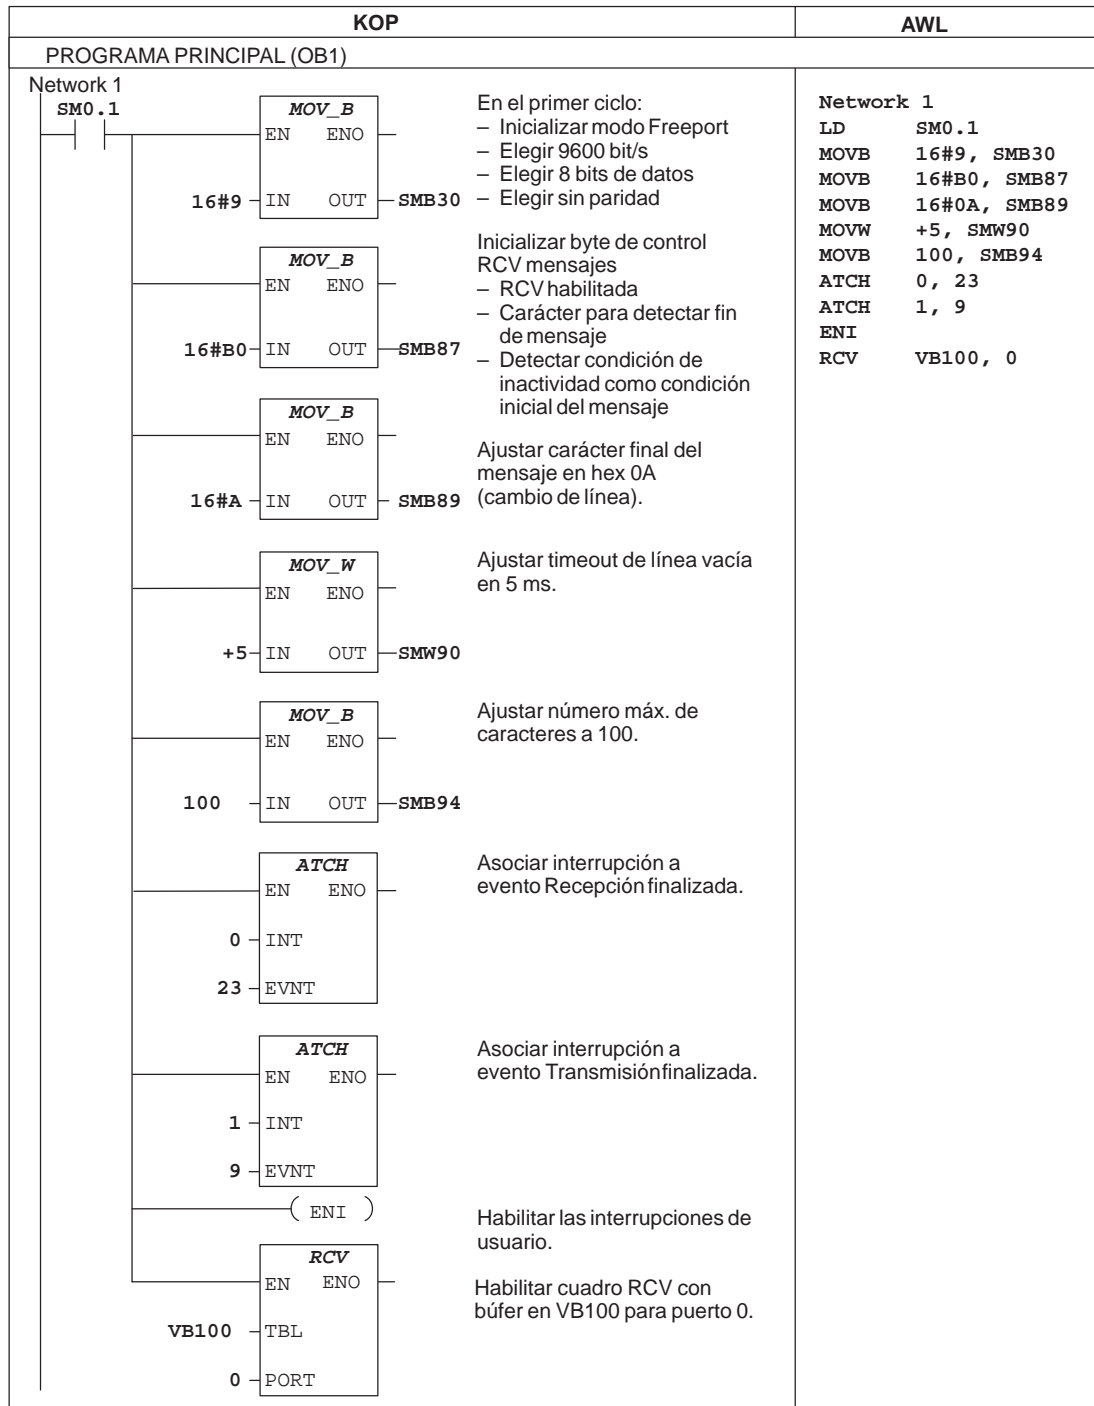 KOP
AWL
PROGRAMA PRINCIPAL (OB1)
Network 1
SM0.1
MOV_B
EN ENO
16#9 IN OUT SMB30
En el primer ciclo:
– Inicializar modo Freeport
– Elegir 9600 bit/s
– Elegir 8 bits de datos
– Elegir sin paridad
MOV_B
EN ENO
16#B0 IN OUT SMB87
Inicializar byte de control
RCV mensajes
– RCV habilitada
– Carácter para detectar fin
de mensaje
– Detectar condición de
inactividad como condición
inicial del mensaje
MOV_B
EN ENO
16#A IN OUT SMB89
Ajustar carácter final del
mensaje en hex 0A
(cambio de línea).
MOV_W
EN ENO
+5 IN OUT SMW90
Ajustar timeout de línea vacía
en 5 ms.
MOV_B
EN ENO
100 IN OUT SMB94
Ajustar número máx. de
caracteres a 100.
ATCH
EN ENO
0 INT
23 EVNT
Asociar interrupción a
evento Recepción finalizada.
ATCH
EN ENO
1 INT
9 EVNT
Asociar interrupción a
evento Transmisión finalizada.
( ENI )
Habilitar las interrupciones de
usuario.
RCV
EN ENO
VB100 TBL
0 PORT
Habilitar cuadro RCV con
búfer en VB100 para puerto 0.
Network 1
LD SM0.1
MOVB 16#9, SMB30
MOVB 16#B0, SMB87
MOVB 16#0A, SMB89
MOVW +5, SMW90
MOVB 100, SMB94
ATCH 0, 23
ATCH 1, 9
ENI
RCV VB100, 0